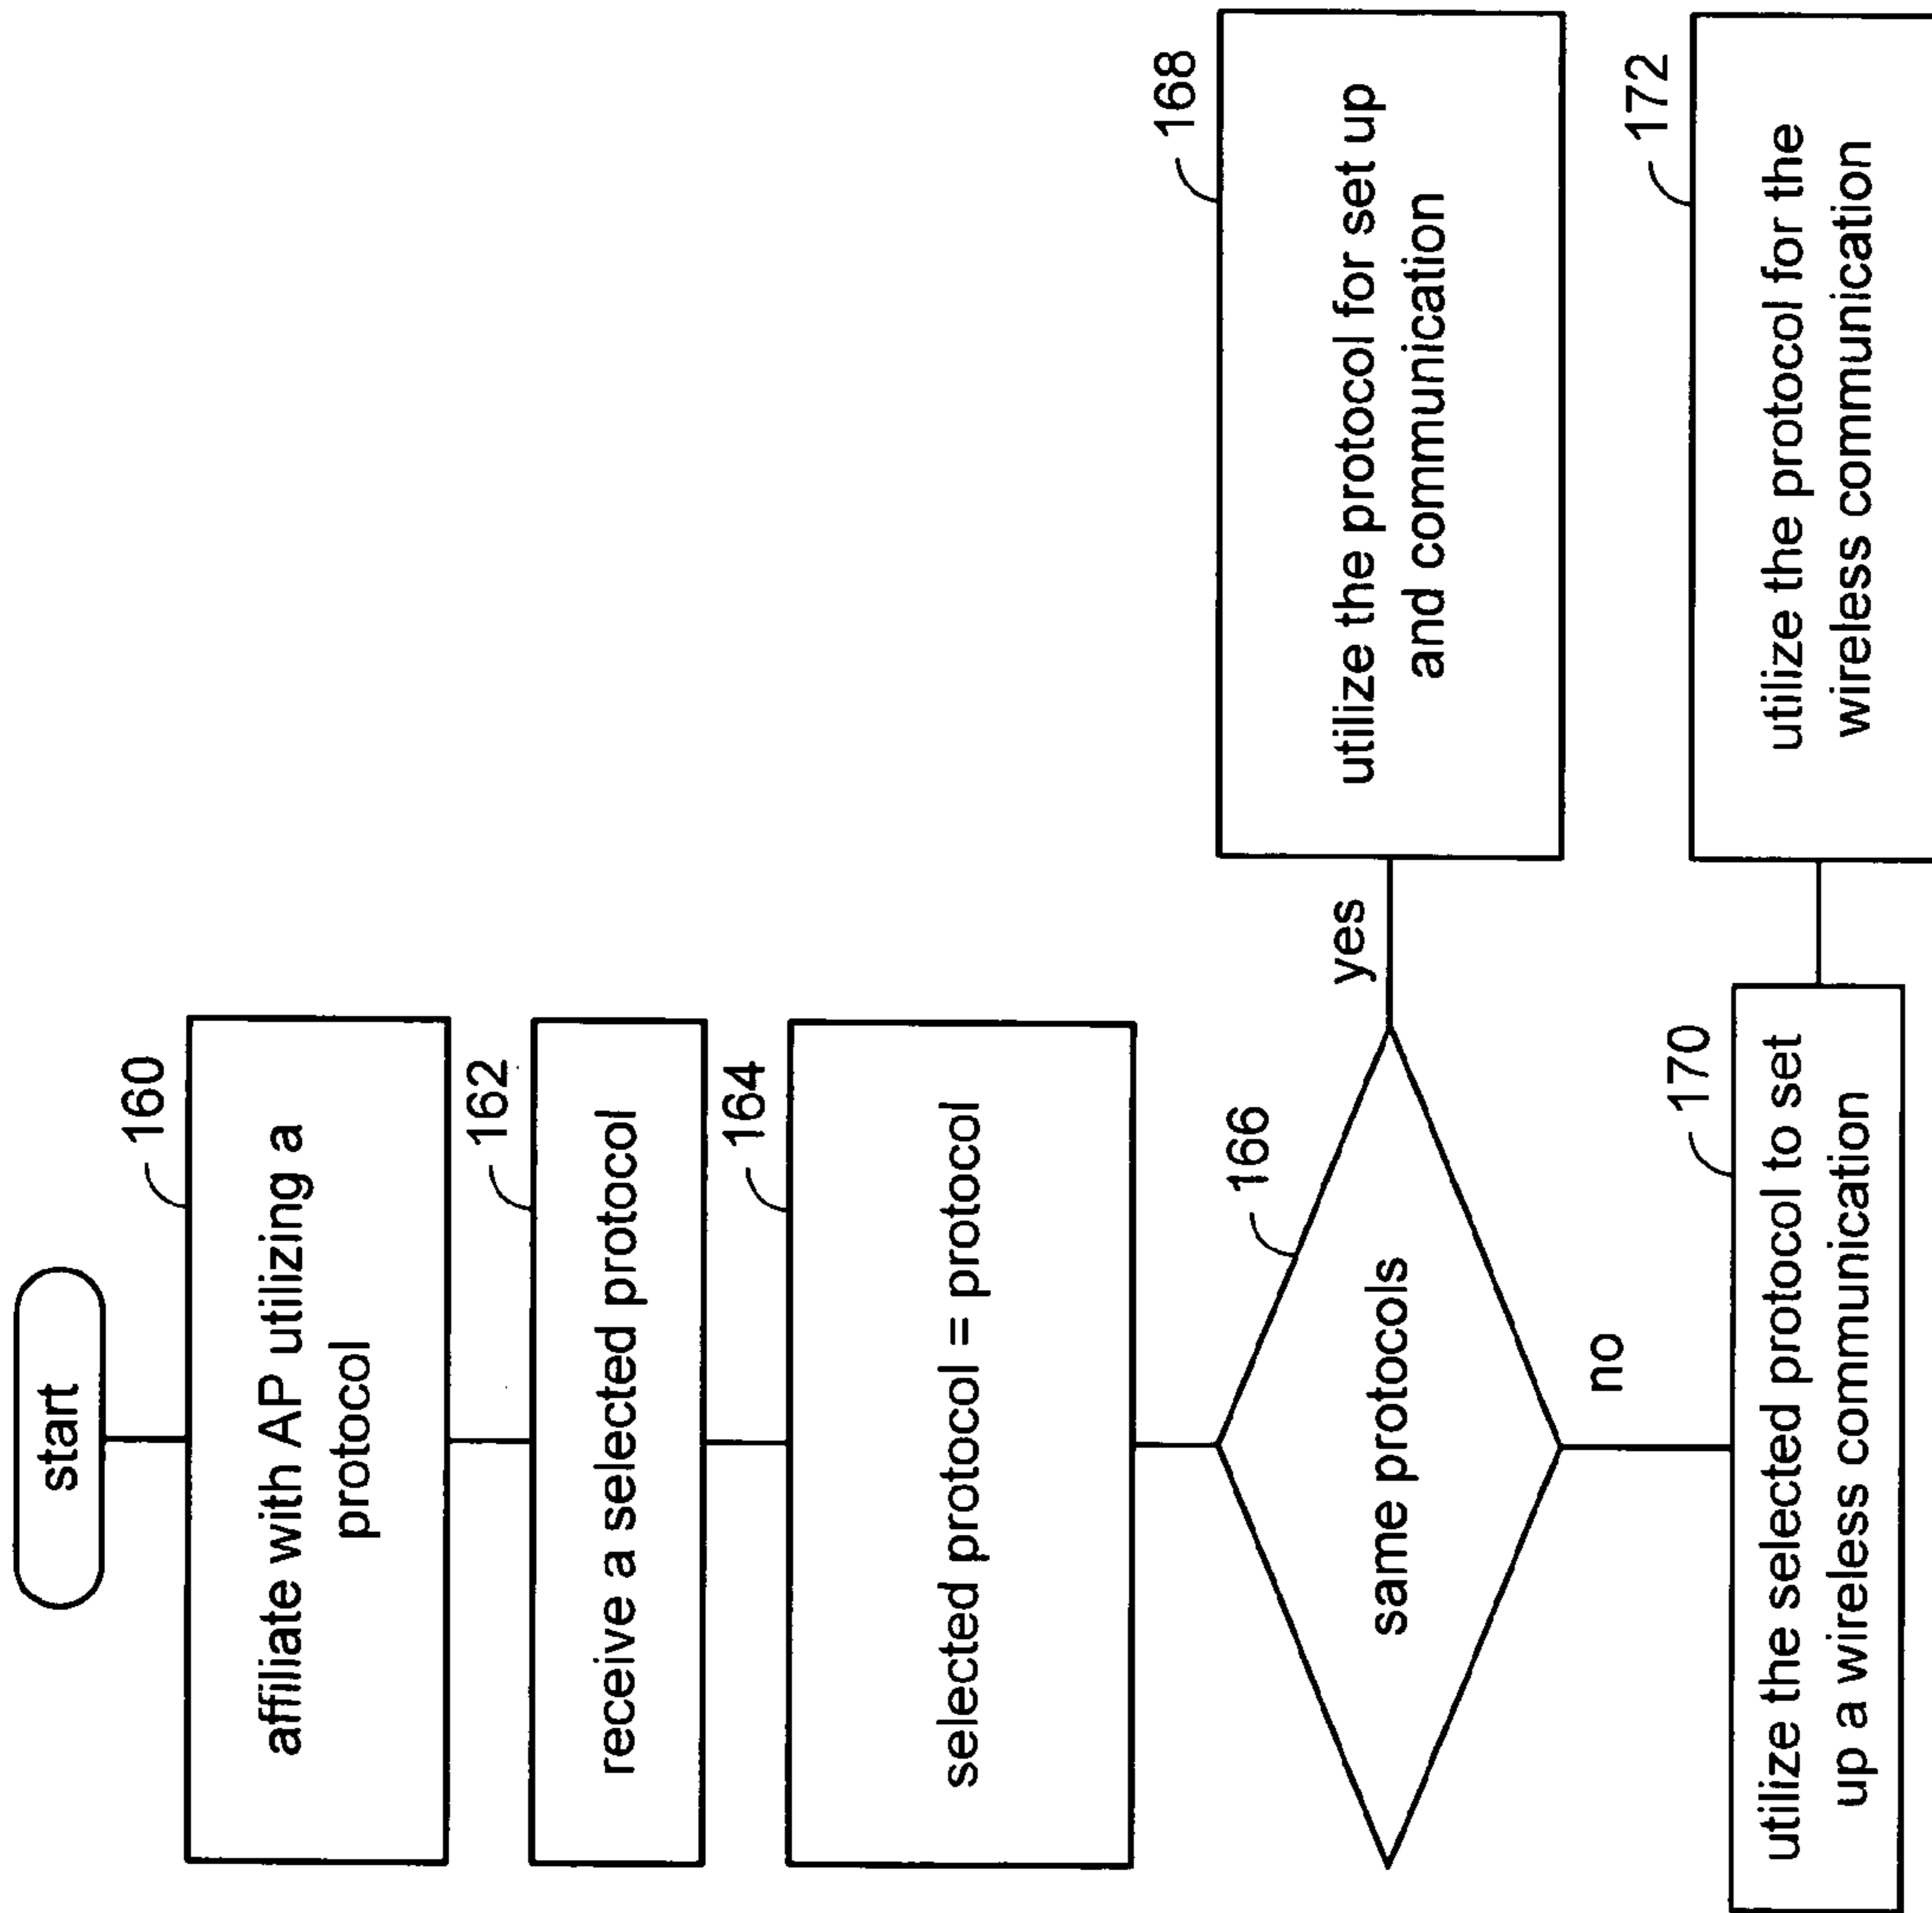 start
160
affiliate with AP utilizing a
protocol
162
receive a selected protocol
164
selected protocol = protocol
166
same protocols
yes
168
utilize the protocol for set up
and communication
no
170
utilize the selected protocol to set
up a wireless communication
172
utilize the protocol for the
wireless communication